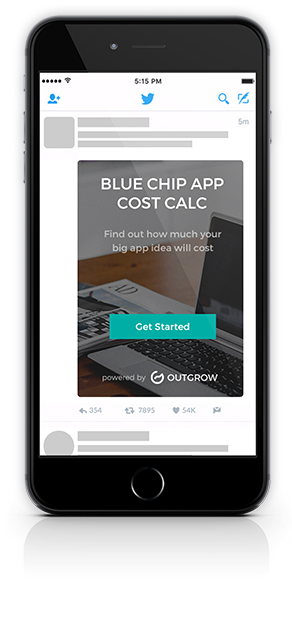 5:15 PM
5m
BLUE CHIP APP
COST CALC
Find out how much your
big app idea will cost
Get Started
powered by OUTGROW
354 7895 54K